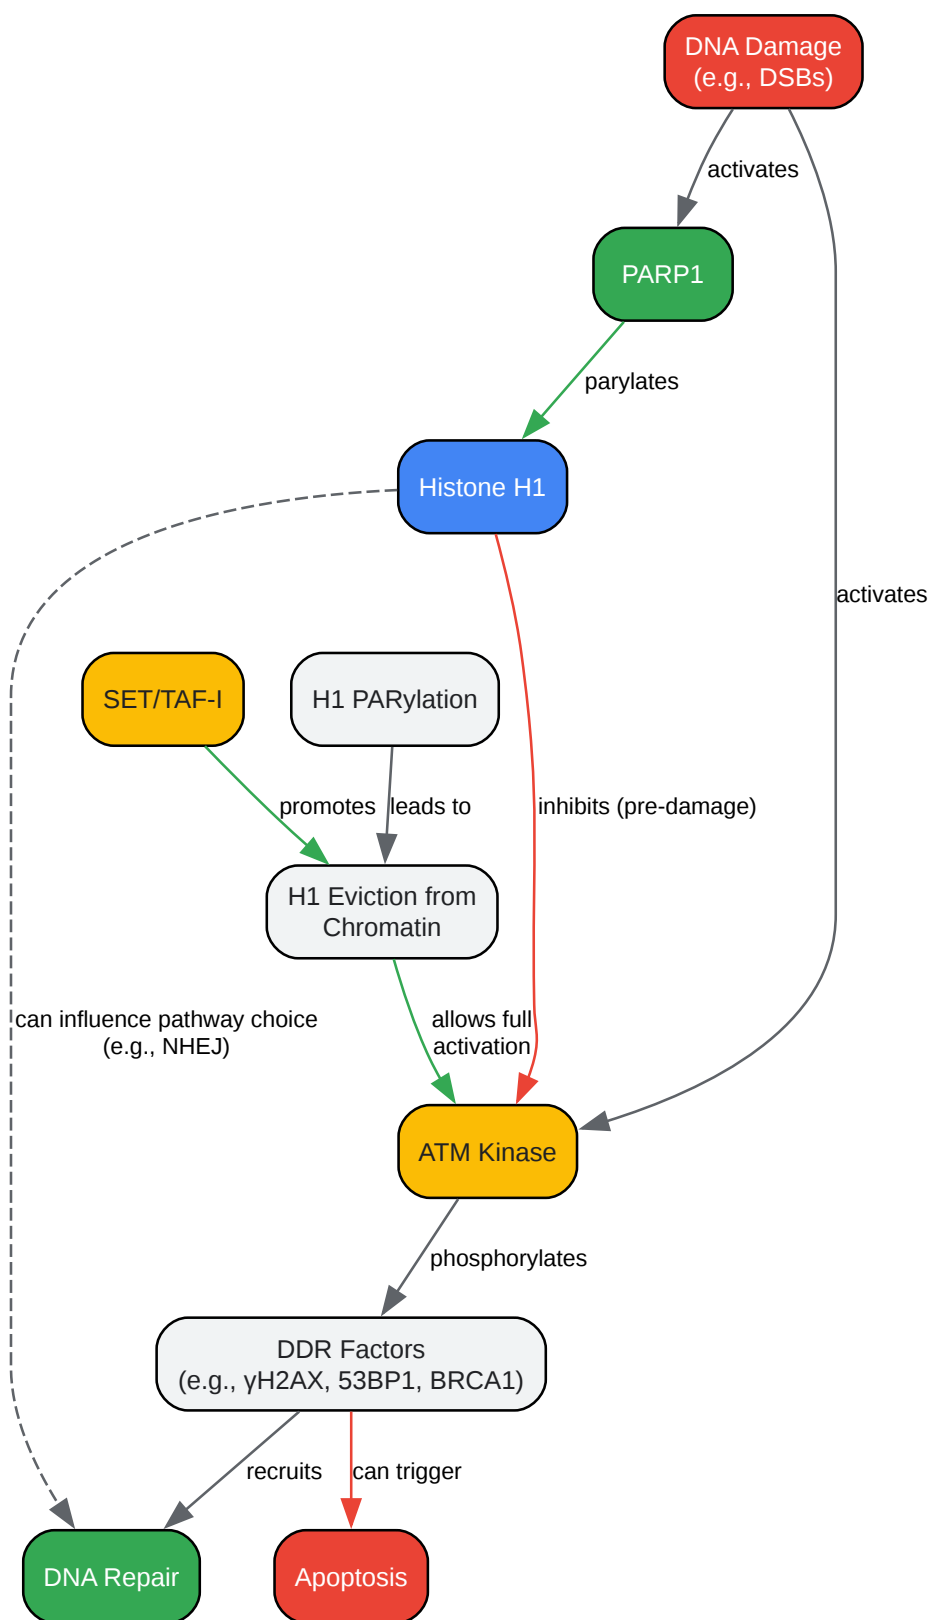 DNA Damage
(e.g., DSBs)
activates
PARP1
parylates
Histone H1
activates
SET/TAF-I
H1 PARylation
promotes
leads to
inhibits (pre-damage)
H1 Eviction from
Chromatin
can influence pathway choice
(e.g., NHEJ)
allows full
activation
ATM Kinase
phosphorylates
DDR Factors
(e.g., γH2AX, 53BP1, BRCA1)
recruits
can trigger
DNA Repair
Apoptosis